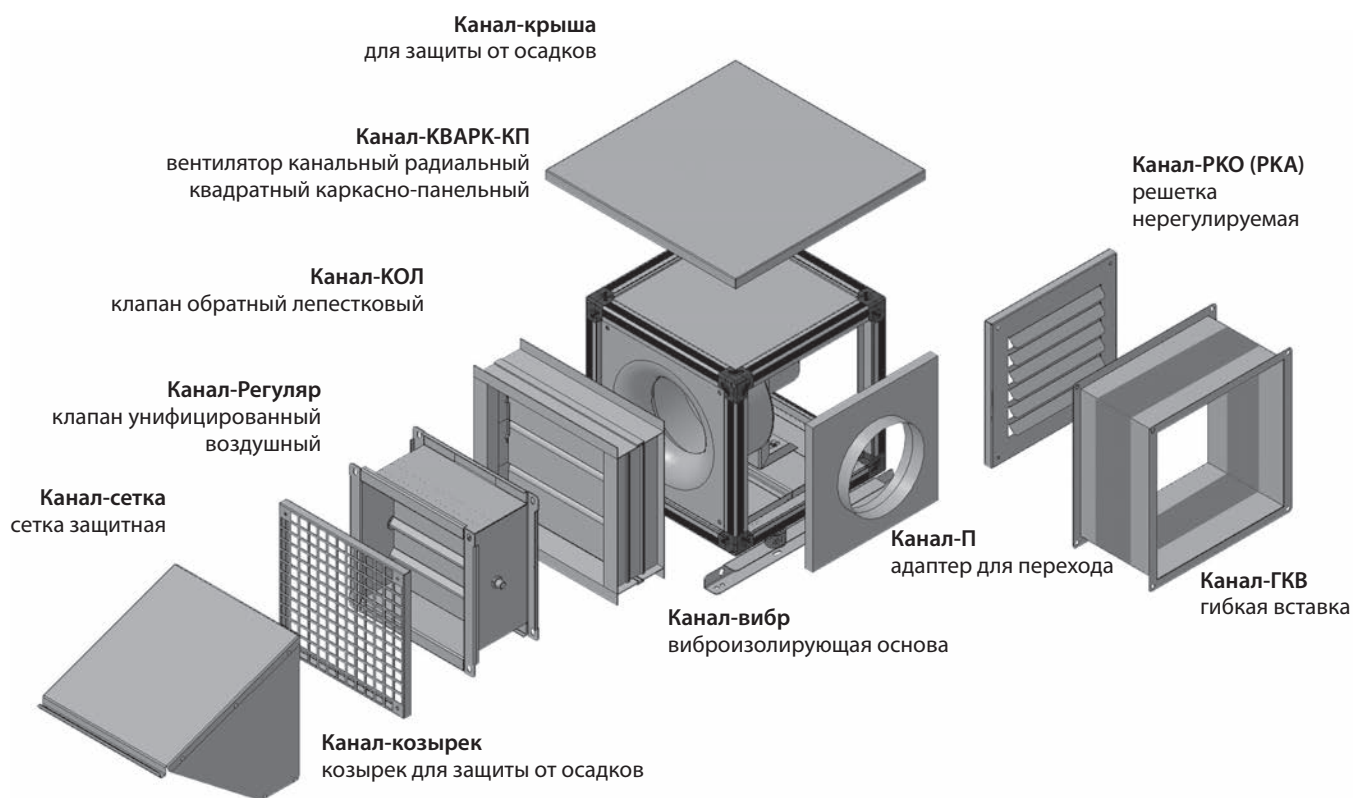 Канал-крыша
для защиты от осадков
Канал-КВАРК-КП
вентилятор канальный радиальный
квадратный каркасно-панельный
Канал-РКО (РКА)
решетка
нерегулируемая
Канал-КОЛ
клапан обратный лепестковый
Канал-Регуляр
клапан унифицированный
воздушный
Канал-сетка
сетка защитная
Канал-П
адаптер для перехода
Канал-ГКВ
гибкая вставка
Канал-вибр
виброизолирующая основа
Канал-козырек
козырек для защиты от осадков